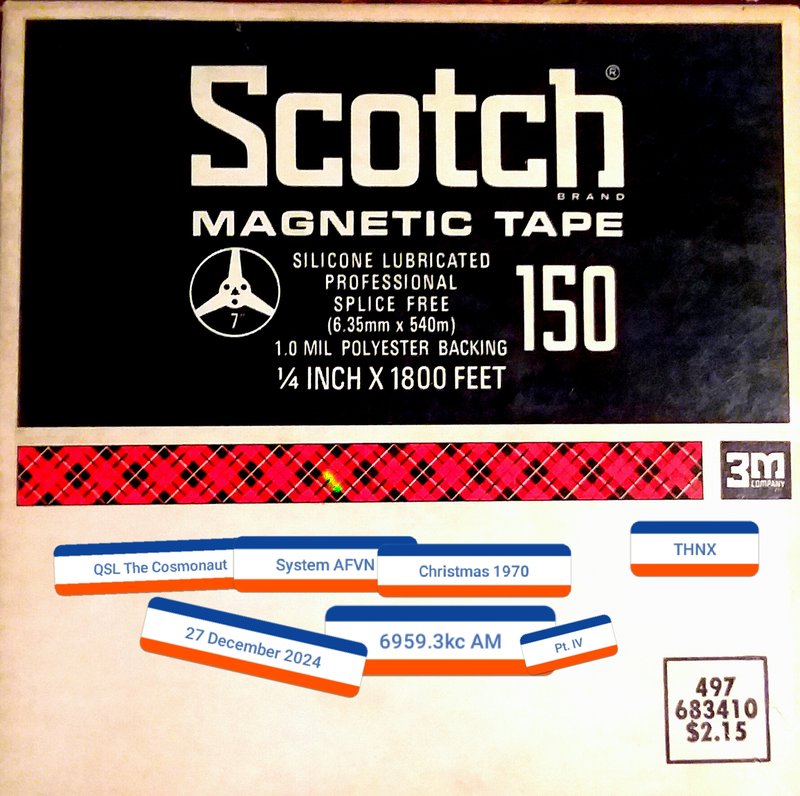 Scotch®
BRAND
MAGNETIC TAPE
SILICONE LUBRICATED
PROFESSIONAL
SPLICE FREE
(6.35mm x 540m)
1.0 MIL POLYESTER BACKING
¼ INCH X 1800 FEET
7"
150
3M
COMPANY
QSL The Cosmonaut
System AFVN
Christmas 1970
THNX
27 December 2024
6959.3kc AM
Pt. IV
497
683410
$2.15